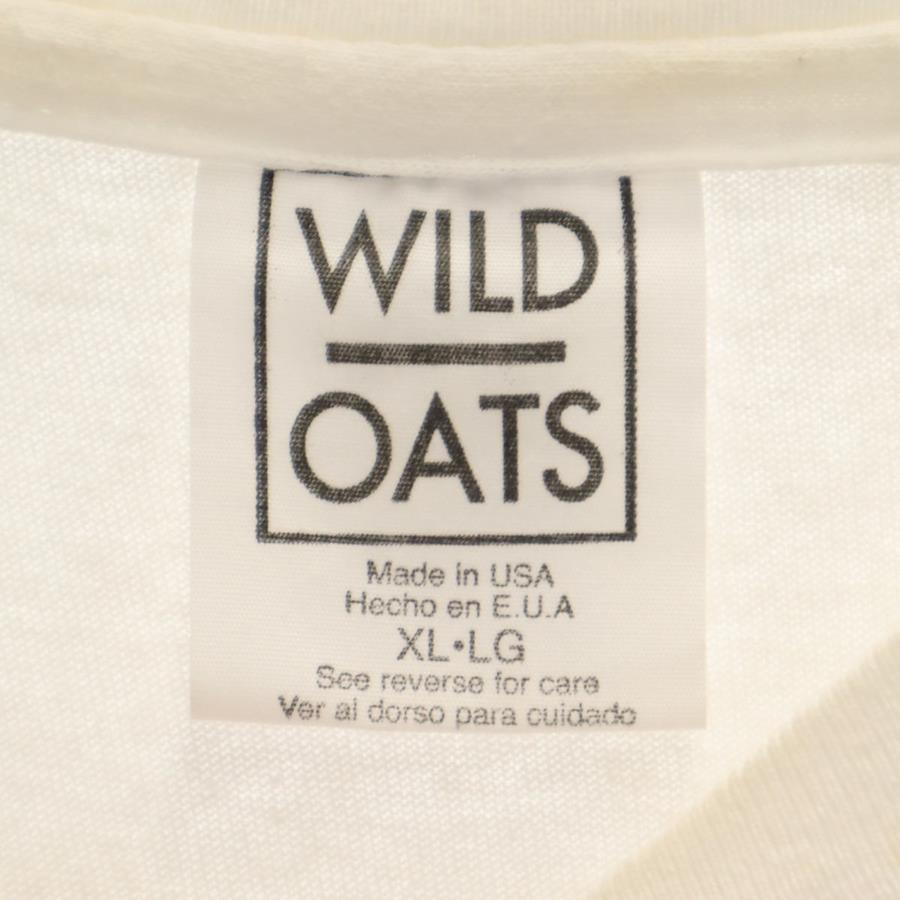 WILD
OATS
Made in USA
Hecho en E.U.A
XL•LG
See reverse for care
Ver al dorso para cuidado